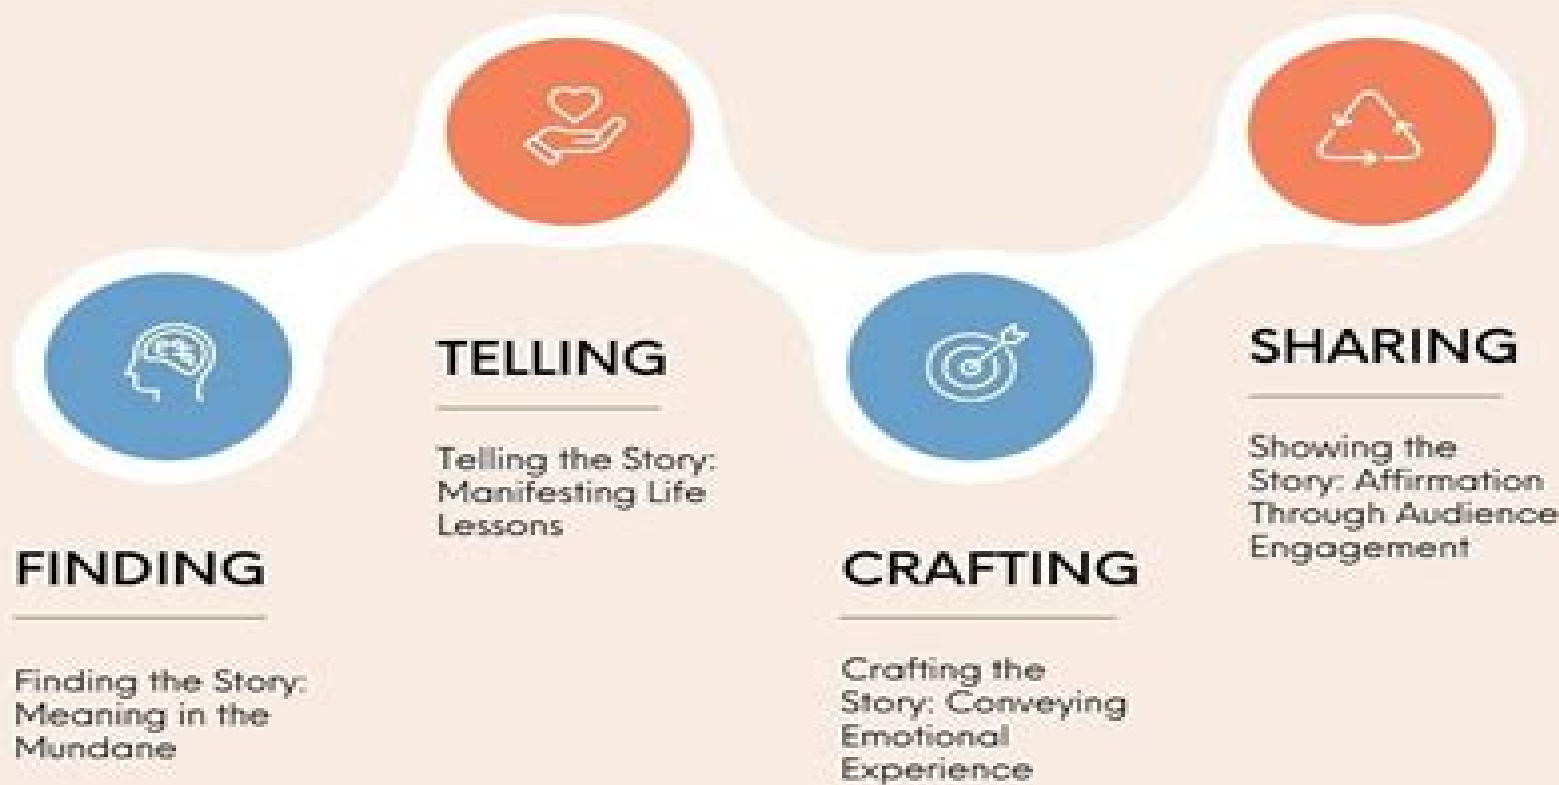 FINDING
Finding the Story:
Meaning in the
Mundane
TELLING
Telling the Story:
Manifesting Life
Lessons
CRAFTING
Crafting the
Story: Conveying
Emotional
Experience
SHARING
Showing the
Story: Affirmation
Through Audience
Engagement